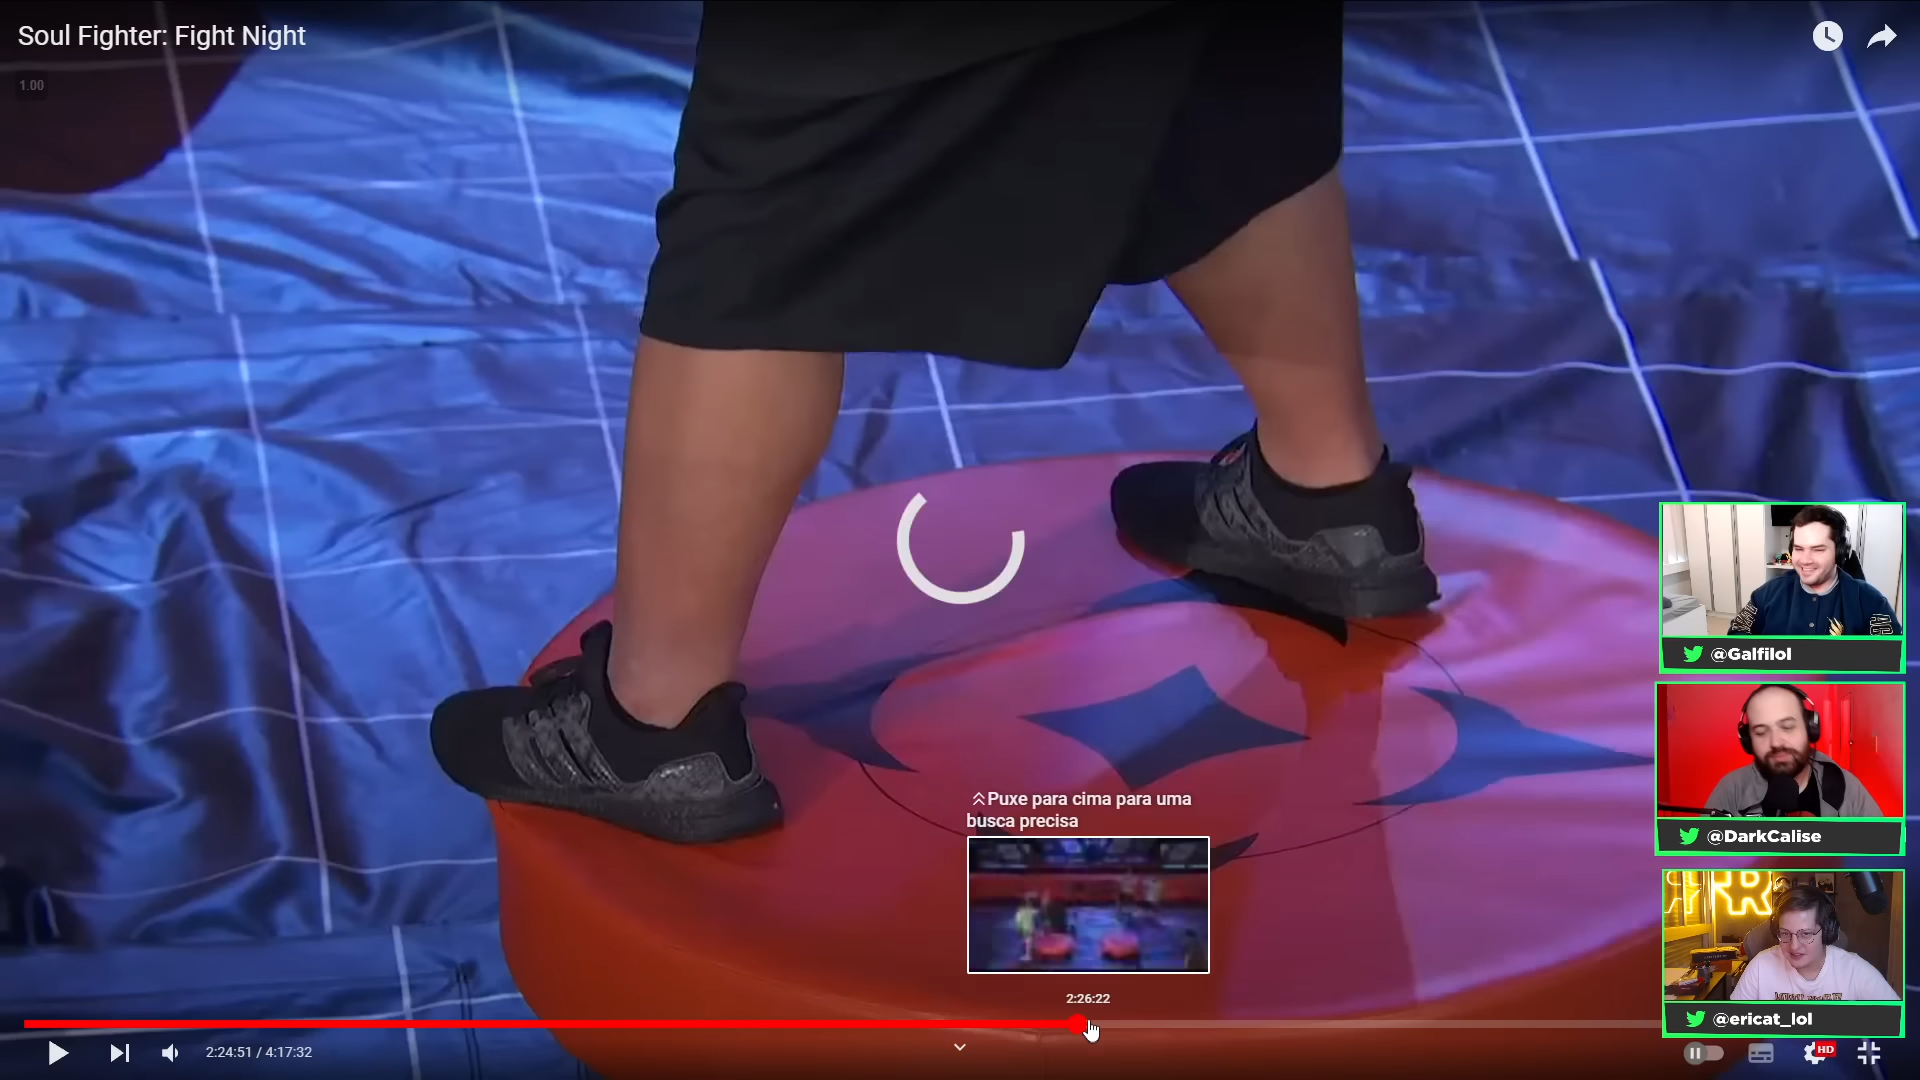 Soul Fighter: Fight Night
1.00
@Galfilol
@DarkCalise
@ericat_lol
Puxe para cima para uma
busca precisa
2:26:22
2:24:51 / 4:17:32
HD